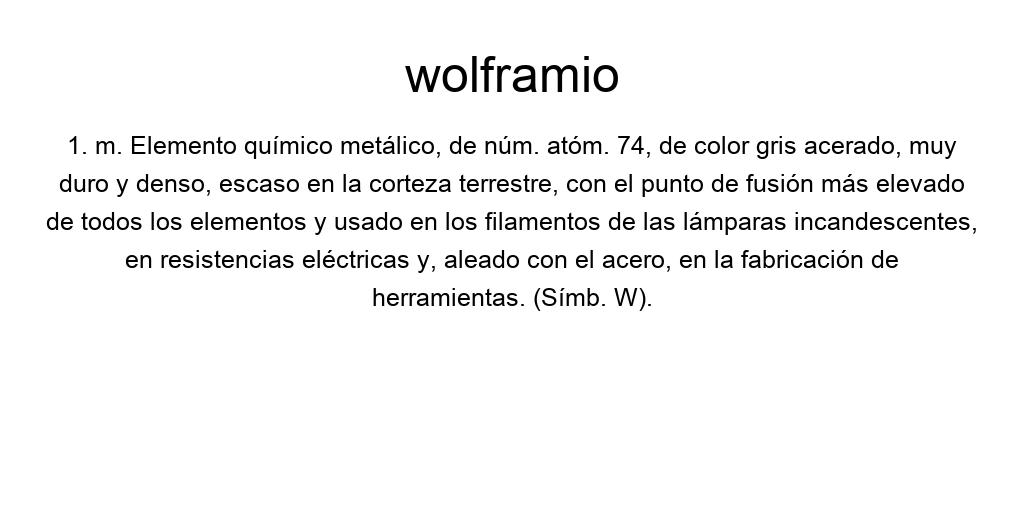 wolframio
1. m. Elemento químico metálico, de núm. atóm. 74, de color gris acerado, muy
duro y denso, escaso en la corteza terrestre, con el punto de fusión más elevado
de todos los elementos y usado en los filamentos de las lámparas incandescentes,
en resistencias eléctricas y, aleado con el acero, en la fabricación de
herramientas. (Símb. W).